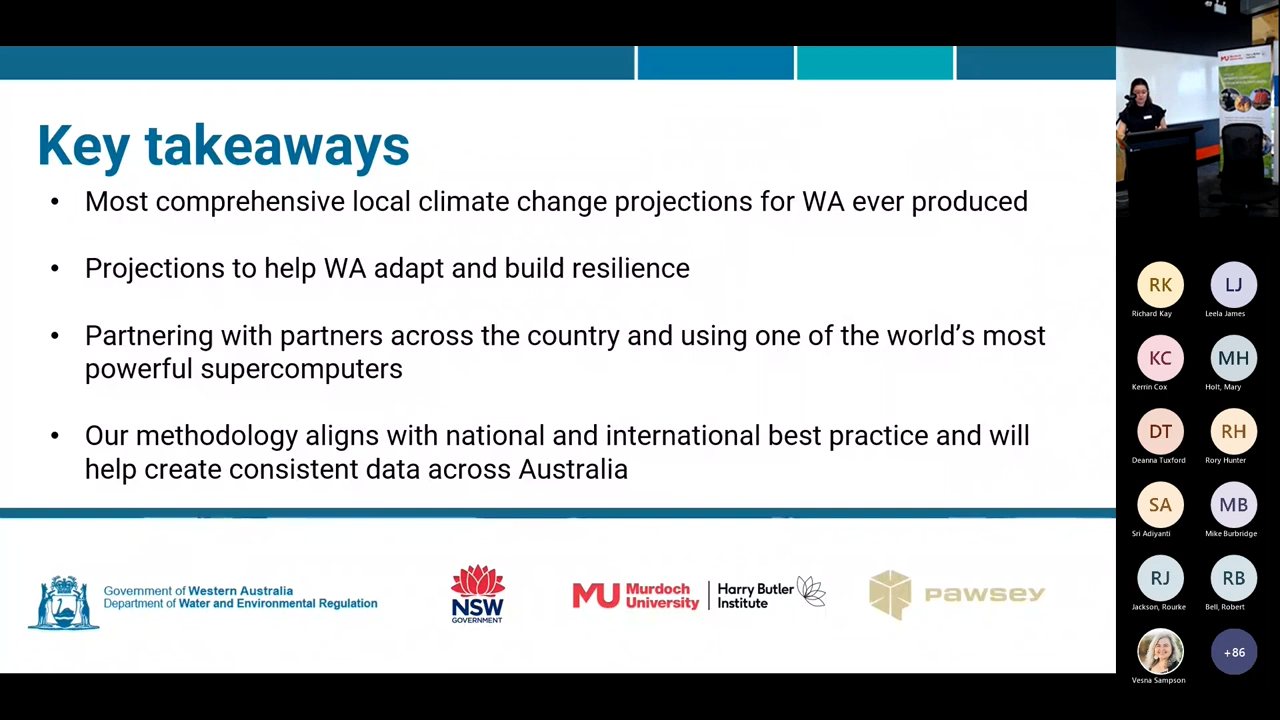 Key takeaways
• Most comprehensive local climate change projections for WA ever produced
• Projections to help WA adapt and build resilience
• Partnering with partners across the country and using one of the world’s most
powerful supercomputers
• Our methodology aligns with national and international best practice and will
help create consistent data across Australia
Government of Western Australia
Department of Water and Environmental Regulation
NSW
GOVERNMENT
MU Murdoch
University
Harry Butler
Institute
PAWSEY
RK
Richard Kay
LJ
Leela James
KC
Kerrin Cox
MH
Holt, Mary
DT
Deanna Tuxford
RH
Rory Hunter
SA
Sri Adiyanti
MB
Mike Burbridge
RJ
Jackson, Rourke
RB
Bell, Robert
Vesna Sampson
+86